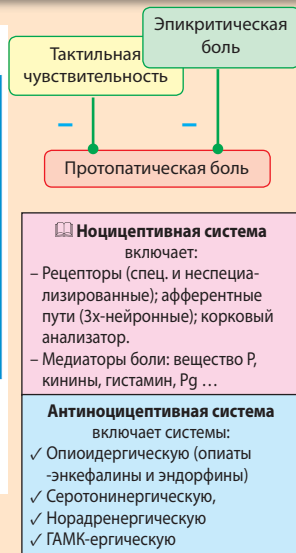 Эпикритическая
боль
Тактильная
чувствительность
–
–
Протопатическая боль
🕮 Ноцицептивная система
включает:
– Рецепторы (спец. и неспециа-
лизированные); афферентные
пути (3х-нейронные); корковый
анализатор.
– Медиаторы боли: вещество Р,
кинины, гистамин, Pg ...
Антиноцицептивная система
включает системы:
✓ Опиоидергическую (опиаты
-энкефалины и эндорфины)
✓ Серотонинергическую,
✓ Норадренергическую
✓ ГАМК-ергическую